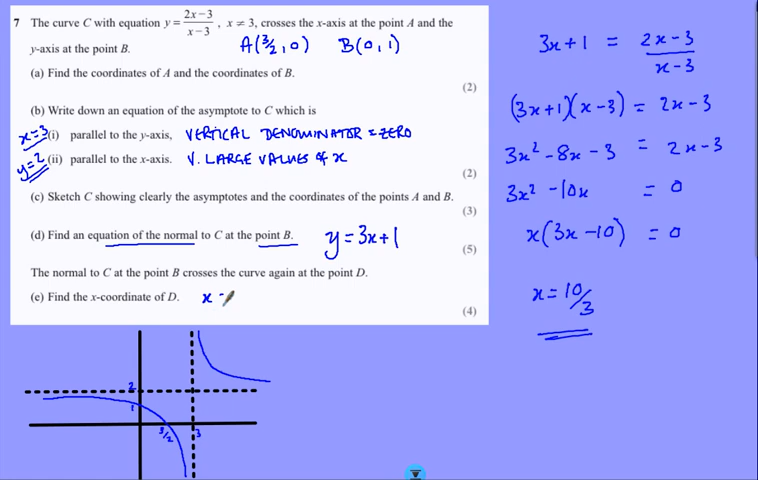 7 The curve C with equation y = (2x − 3)/(x − 3) , x ≠ 3, crosses the x-axis at the point A and the
y-axis at the point B. A(3/2, 0) B(0, 1)
(a) Find the coordinates of A and the coordinates of B.
(2)
(b) Write down an equation of the asymptote to C which is
x=3 (i) parallel to the y-axis, VERTICAL DENOMINATOR = ZERO
y=2 (ii) parallel to the x-axis. V. LARGE VALUES of x
(2)
(c) Sketch C showing clearly the asymptotes and the coordinates of the points A and B.
(3)
(d) Find an equation of the normal to C at the point B. y = 3x + 1
(5)
The normal to C at the point B crosses the curve again at the point D.
(e) Find the x-coordinate of D. x =
(4)
3x + 1 = (2x − 3)/(x − 3)
(3x + 1)(x − 3) = 2x − 3
3x² − 8x − 3 = 2x − 3
3x² − 10x = 0
x(3x − 10) = 0
x = 10/3
2
1
3/2
3